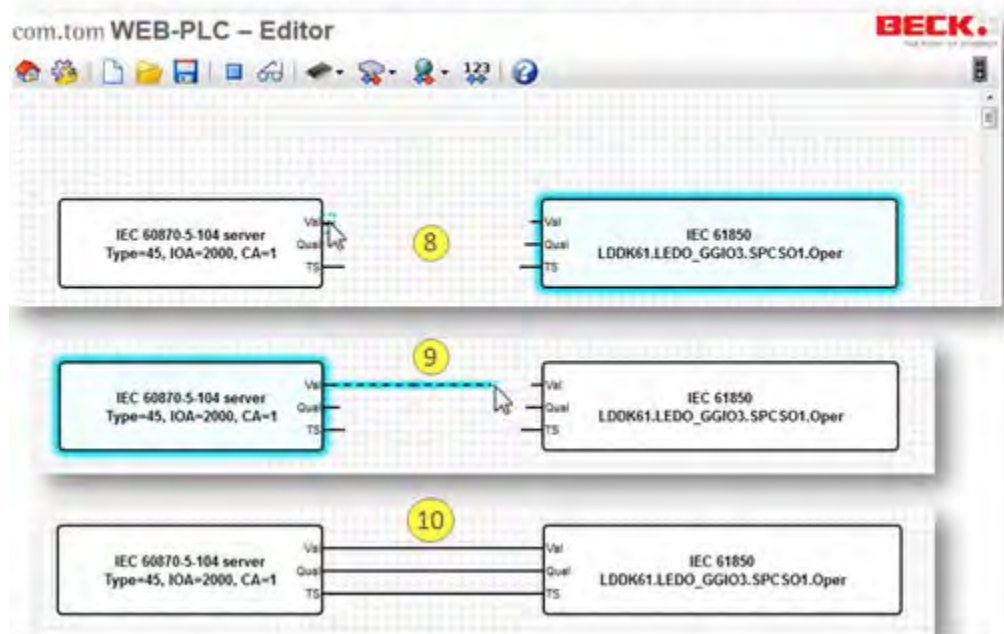 com.tom WEB-PLC – Editor
BECK.
123
IEC 60870-5-104 server
Type=45, IOA=2000, CA=1
Val
Qual
TS
8
Val
Qual
TS
IEC 61850
LDDK61.LEDO_GGIO3.SPCSO1.Oper
9
IEC 60870-5-104 server
Type=45, IOA=2000, CA=1
Val
Qual
TS
Val
Qual
TS
IEC 61850
LDDK61.LEDO_GGIO3.SPCSO1.Oper
10
IEC 60870-5-104 server
Type=45, IOA=2000, CA=1
Val
Qual
TS
Val
Qual
TS
IEC 61850
LDDK61.LEDO_GGIO3.SPCSO1.Oper